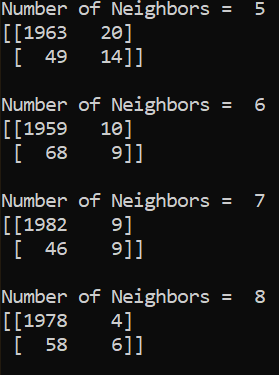 Number of Neighbors =  5
[[1963   20]
 [  49   14]]
Number of Neighbors =  6
[[1959   10]
 [  68    9]]
Number of Neighbors =  7
[[1982    9]
 [  46    9]]
Number of Neighbors =  8
[[1978    4]
 [  58    6]]